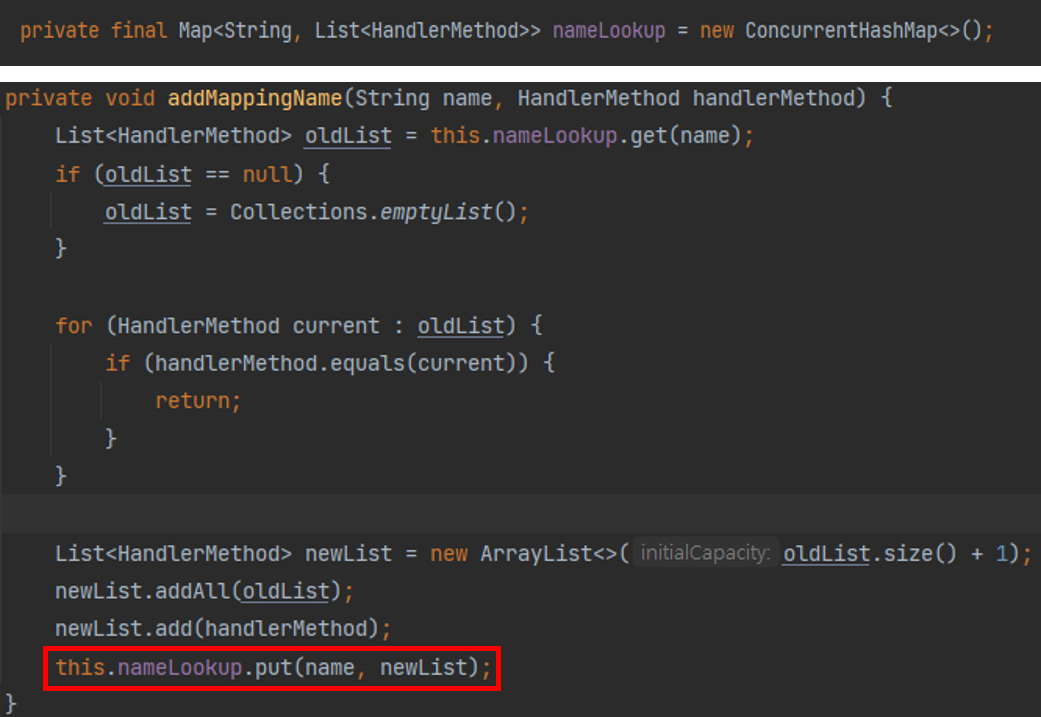 private final Map<String, List<HandlerMethod>> nameLookup = new ConcurrentHashMap<>();
private void addMappingName(String name, HandlerMethod handlerMethod) {
List<HandlerMethod> oldList = this.nameLookup.get(name);
if (oldList == null) {
oldList = Collections.emptyList();
}
for (HandlerMethod current : oldList) {
if (handlerMethod.equals(current)) {
return;
}
}
List<HandlerMethod> newList = new ArrayList<>( initialCapacity: oldList.size() + 1);
newList.addAll(oldList);
newList.add(handlerMethod);
this.nameLookup.put(name, newList);
}